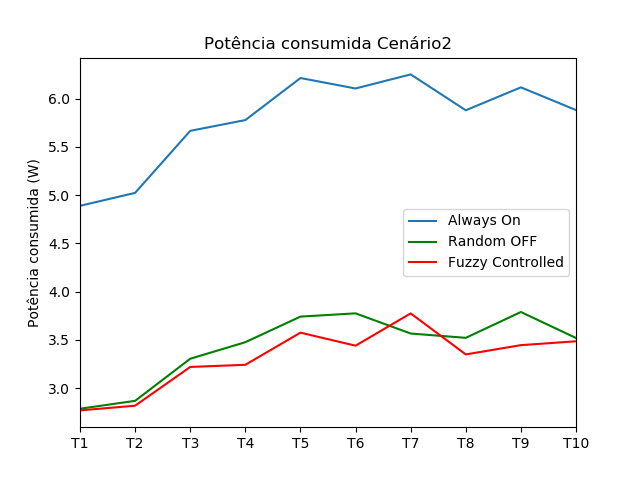 Potência consumida Cenário2
Potência consumida (W)
6.0
5.5
5.0
4.5
4.0
3.5
3.0
Always On
Random OFF
Fuzzy Controlled
T1 T2 T3 T4 T5 T6 T7 T8 T9 T10